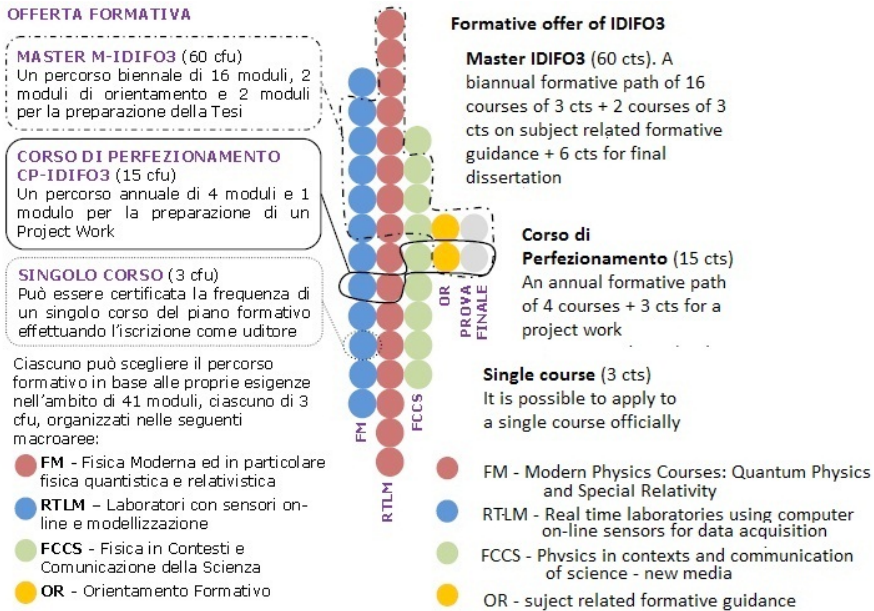 OFFERTA FORMATIVA
MASTER M-IDIFO3 (60 cfu)
Un percorso biennale di 16 moduli, 2
moduli di orientamento e 2 moduli
per la preparazione della Tesi
CORSO DI PERFEZIONAMENTO
CP-IDIFO3 (15 cfu)
Un percorso annuale di 4 moduli e 1
modulo per la preparazione di un
Project Work
SINGOLO CORSO (3 cfu)
Può essere certificata la frequenza di
un singolo corso del piano formativo
effettuando l'iscrizione come uditore
Ciascuno può scegliere il percorso
formativo in base alle proprie esigenze
nell'ambito di 41 moduli, ciascuno di 3
cfu, organizzati nelle seguenti
macroaree:
FM - Fisica Moderna ed in particolare
fisica quantistica e relativistica
RTLM – Laboratori con sensori on-
line e modellizzazione
FCCS - Fisica in Contesti e
Comunicazione della Scienza
OR - Orientamento Formativo
FM
RTLM
FCCS
OR
PROVA
FINALE
Formative offer of IDIFO3
Master IDIFO3 (60 cts). A
biannual formative path of 16
courses of 3 cts + 2 courses of 3
cts on subject related formative
guidance + 6 cts for final
dissertation
Corso di
Perfezionamento (15 cts)
An annual formative path
of 4 courses + 3 cts for a
project work
Single course (3 cts)
It is possible to apply to
a single course officially
FM - Modern Physics Courses: Quantum Physics
and Special Relativity
RTLM - Real time laboratories using computer
on-line sensors for data acquisition
FCCS - Physics in contexts and communication
of science - new media
OR - suject related formative guidance